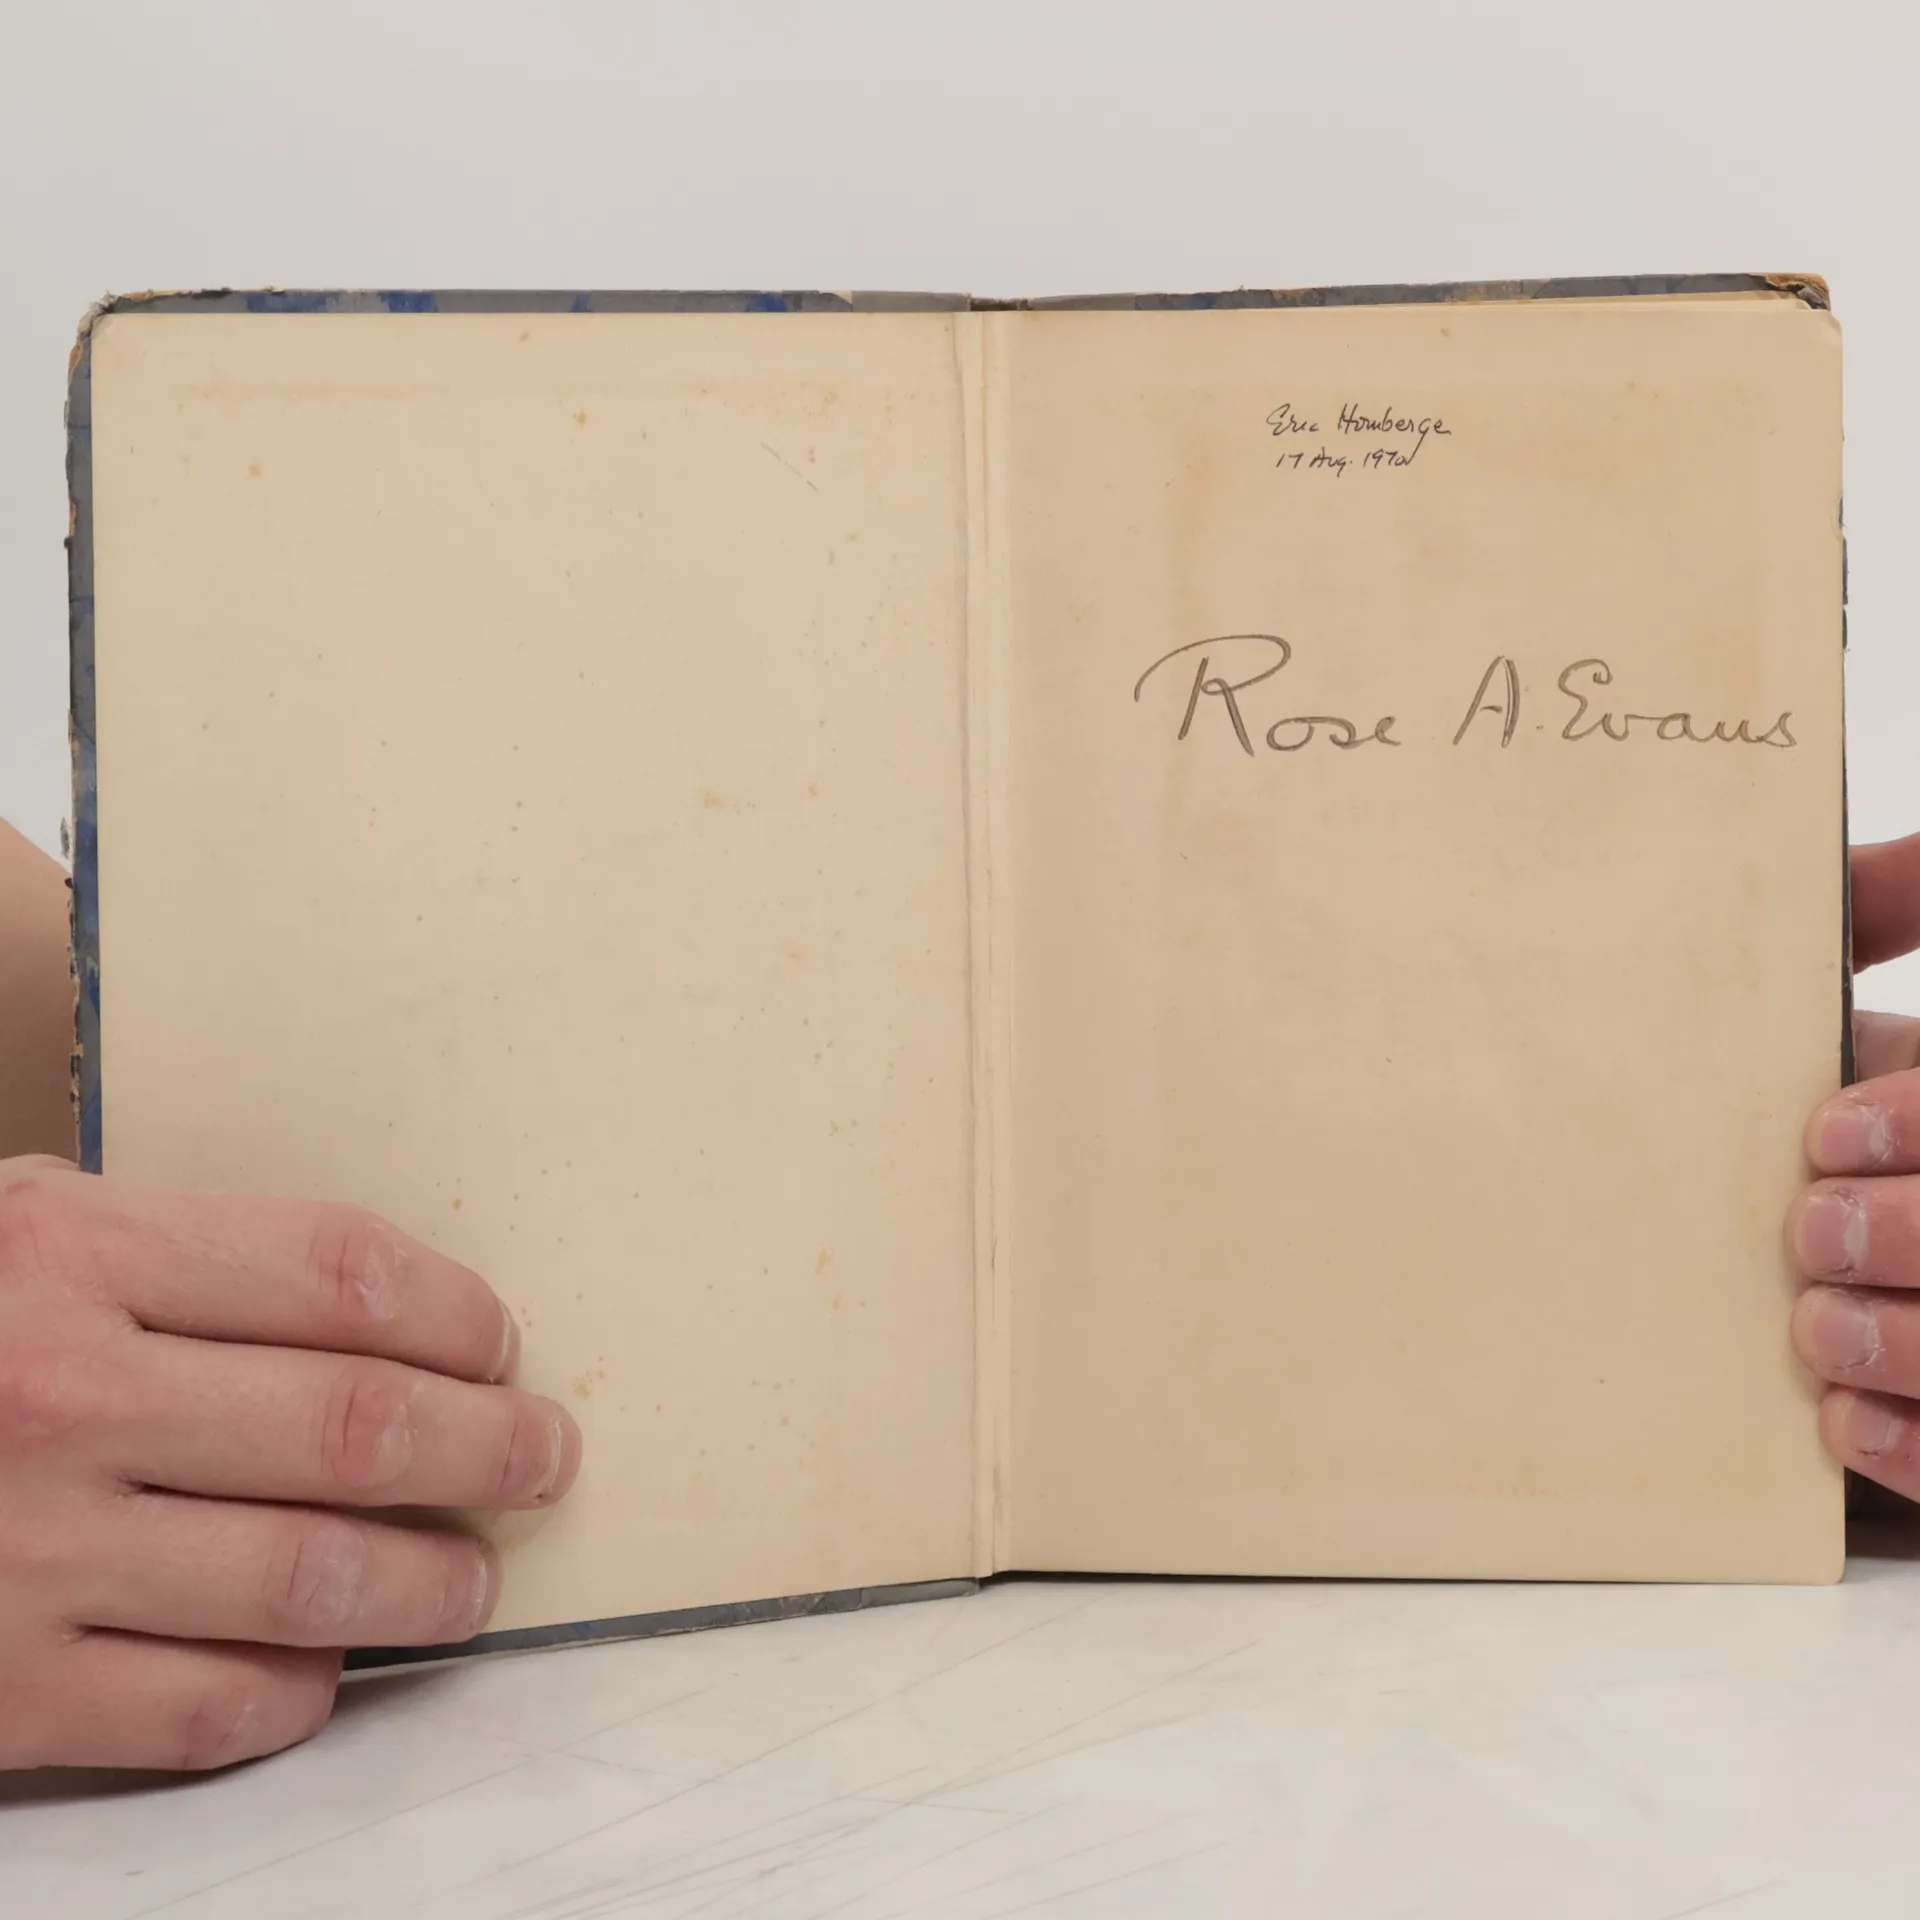 Eric Homberger
17 Aug. 1970
Rose A. Evans